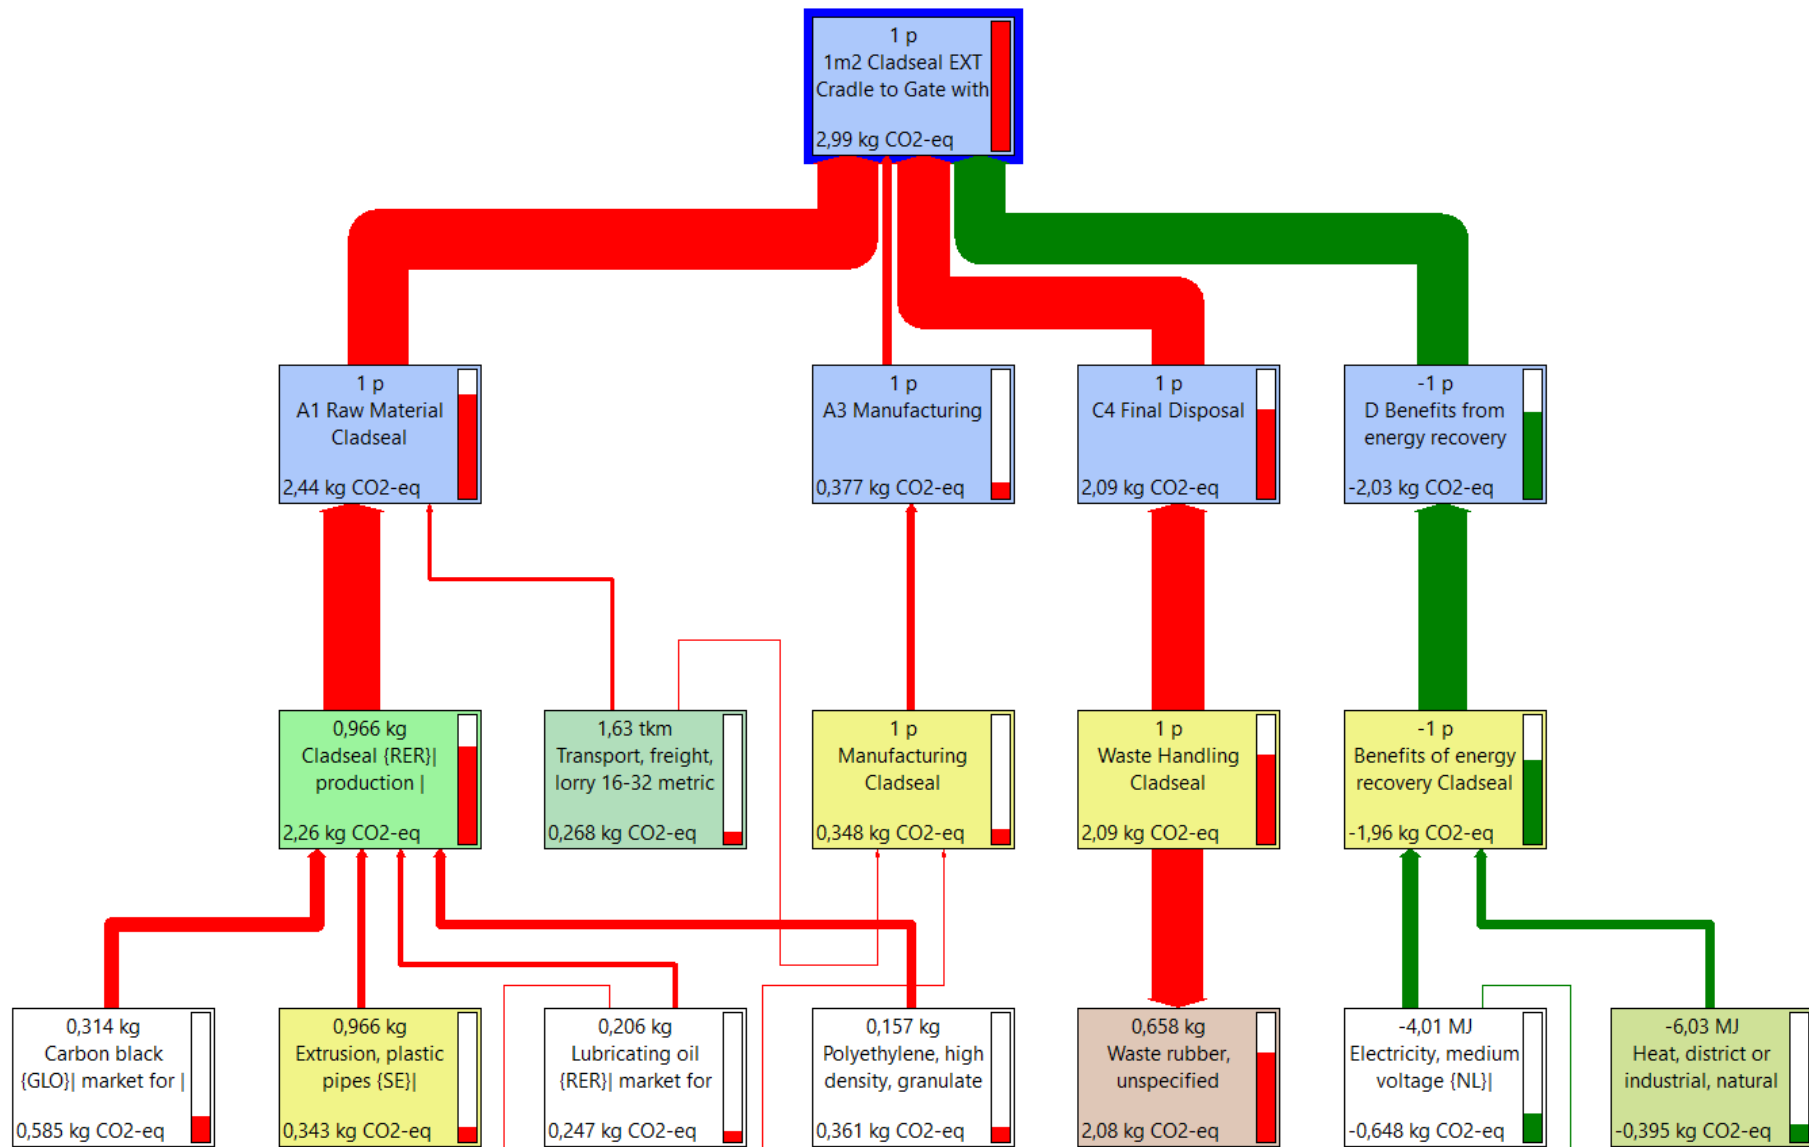 1 p
1m2 Cladseal EXT
Cradle to Gate with
2,99 kg CO2-eq
1 p
A1 Raw Material
Cladseal
2,44 kg CO2-eq
1 p
A3 Manufacturing
0,377 kg CO2-eq
1 p
C4 Final Disposal
2,09 kg CO2-eq
-1 p
D Benefits from
energy recovery
-2,03 kg CO2-eq
0,966 kg
Cladseal {RER}|
production |
2,26 kg CO2-eq
1,63 tkm
Transport, freight,
lorry 16-32 metric
0,268 kg CO2-eq
1 p
Manufacturing
Cladseal
0,348 kg CO2-eq
1 p
Waste Handling
Cladseal
2,09 kg CO2-eq
-1 p
Benefits of energy
recovery Cladseal
-1,96 kg CO2-eq
0,314 kg
Carbon black
{GLO}| market for |
0,585 kg CO2-eq
0,966 kg
Extrusion, plastic
pipes {SE}|
0,343 kg CO2-eq
0,206 kg
Lubricating oil
{RER}| market for
0,247 kg CO2-eq
0,157 kg
Polyethylene, high
density, granulate
0,361 kg CO2-eq
0,658 kg
Waste rubber,
unspecified
2,08 kg CO2-eq
-4,01 MJ
Electricity, medium
voltage {NL}|
-0,648 kg CO2-eq
-6,03 MJ
Heat, district or
industrial, natural
-0,395 kg CO2-eq